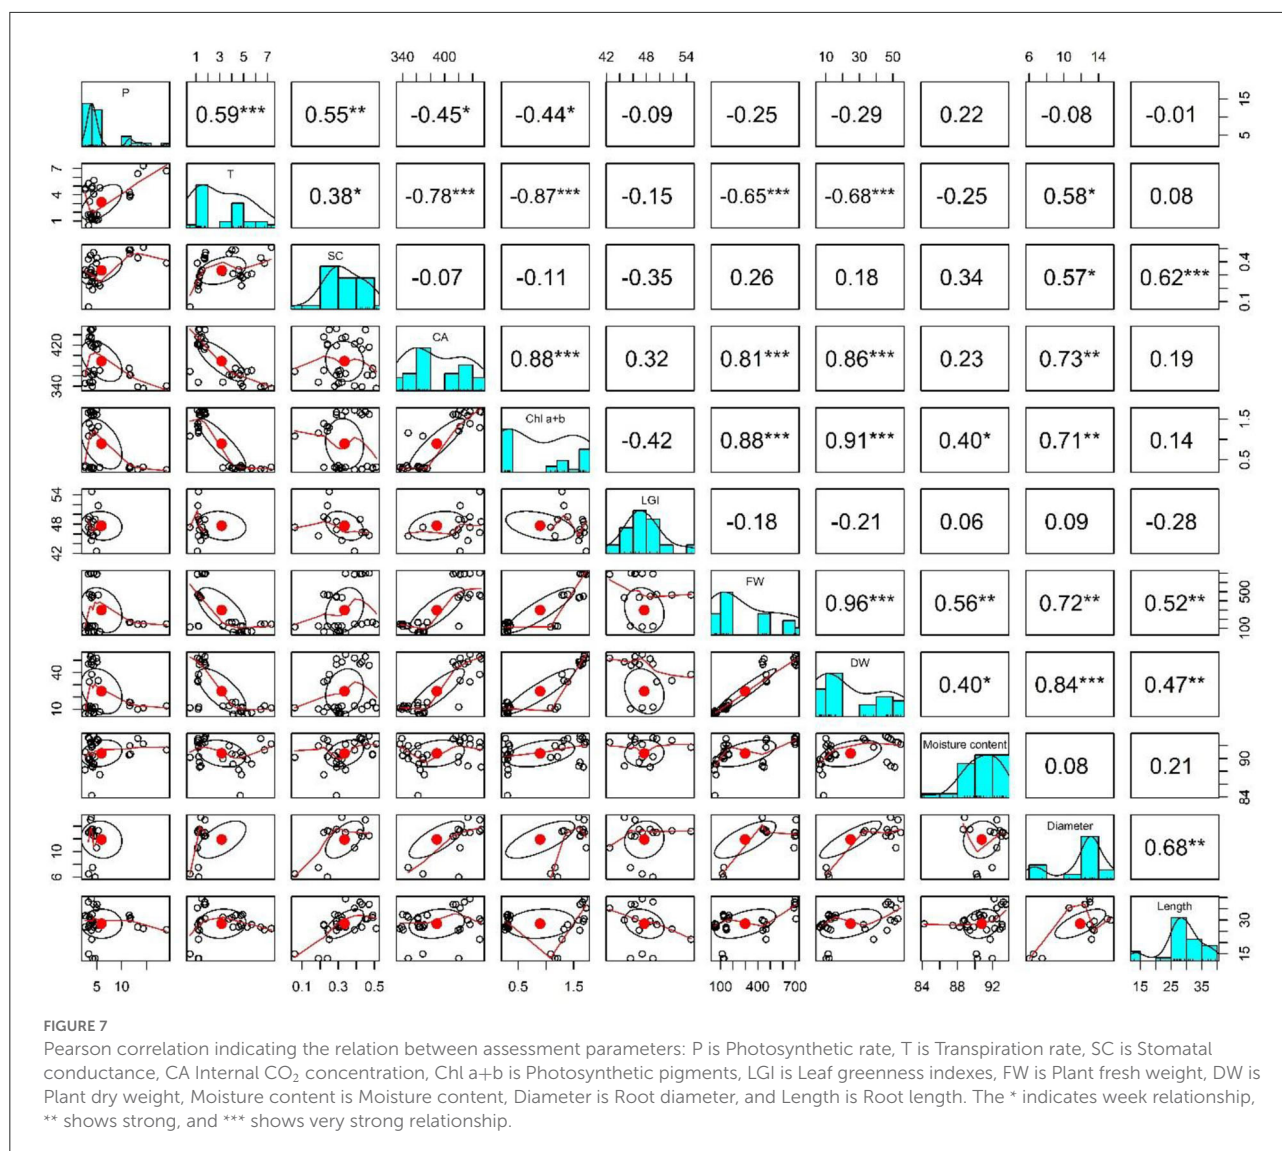 1 3 5 7 340 400 42 48 54 10 30 50 6 10 14
P 0.59*** 0.55** -0.45* -0.44* -0.09 -0.25 -0.29 0.22 -0.08 -0.01 5 15
1 4 7 T 0.38* -0.78*** -0.87*** -0.15 -0.65*** -0.68*** -0.25 0.58* 0.08
SC -0.07 -0.11 -0.35 0.26 0.18 0.34 0.57* 0.62*** 0.1 0.4
340 420 CA 0.88*** 0.32 0.81*** 0.86*** 0.23 0.73** 0.19
Chl a+b -0.42 0.88*** 0.91*** 0.40* 0.71** 0.14 0.5 1.5
42 48 54 LGI -0.18 -0.21 0.06 0.09 -0.28
FW 0.96*** 0.56** 0.72** 0.52** 100 500
10 40 DW 0.40* 0.84*** 0.47**
Moisture content 0.08 0.21 84 90
6 10 Diameter 0.68**
Length 15 30
5 10 0.1 0.3 0.5 0.5 1.5 100 400 700 84 88 92 15 25 35
FIGURE 7
Pearson correlation indicating the relation between assessment parameters: P is Photosynthetic rate, T is Transpiration rate, SC is Stomatal
conductance, CA Internal CO₂ concentration, Chl a+b is Photosynthetic pigments, LGI is Leaf greenness indexes, FW is Plant fresh weight, DW is
Plant dry weight, Moisture content is Moisture content, Diameter is Root diameter, and Length is Root length. The * indicates week relationship,
** shows strong, and *** shows very strong relationship.